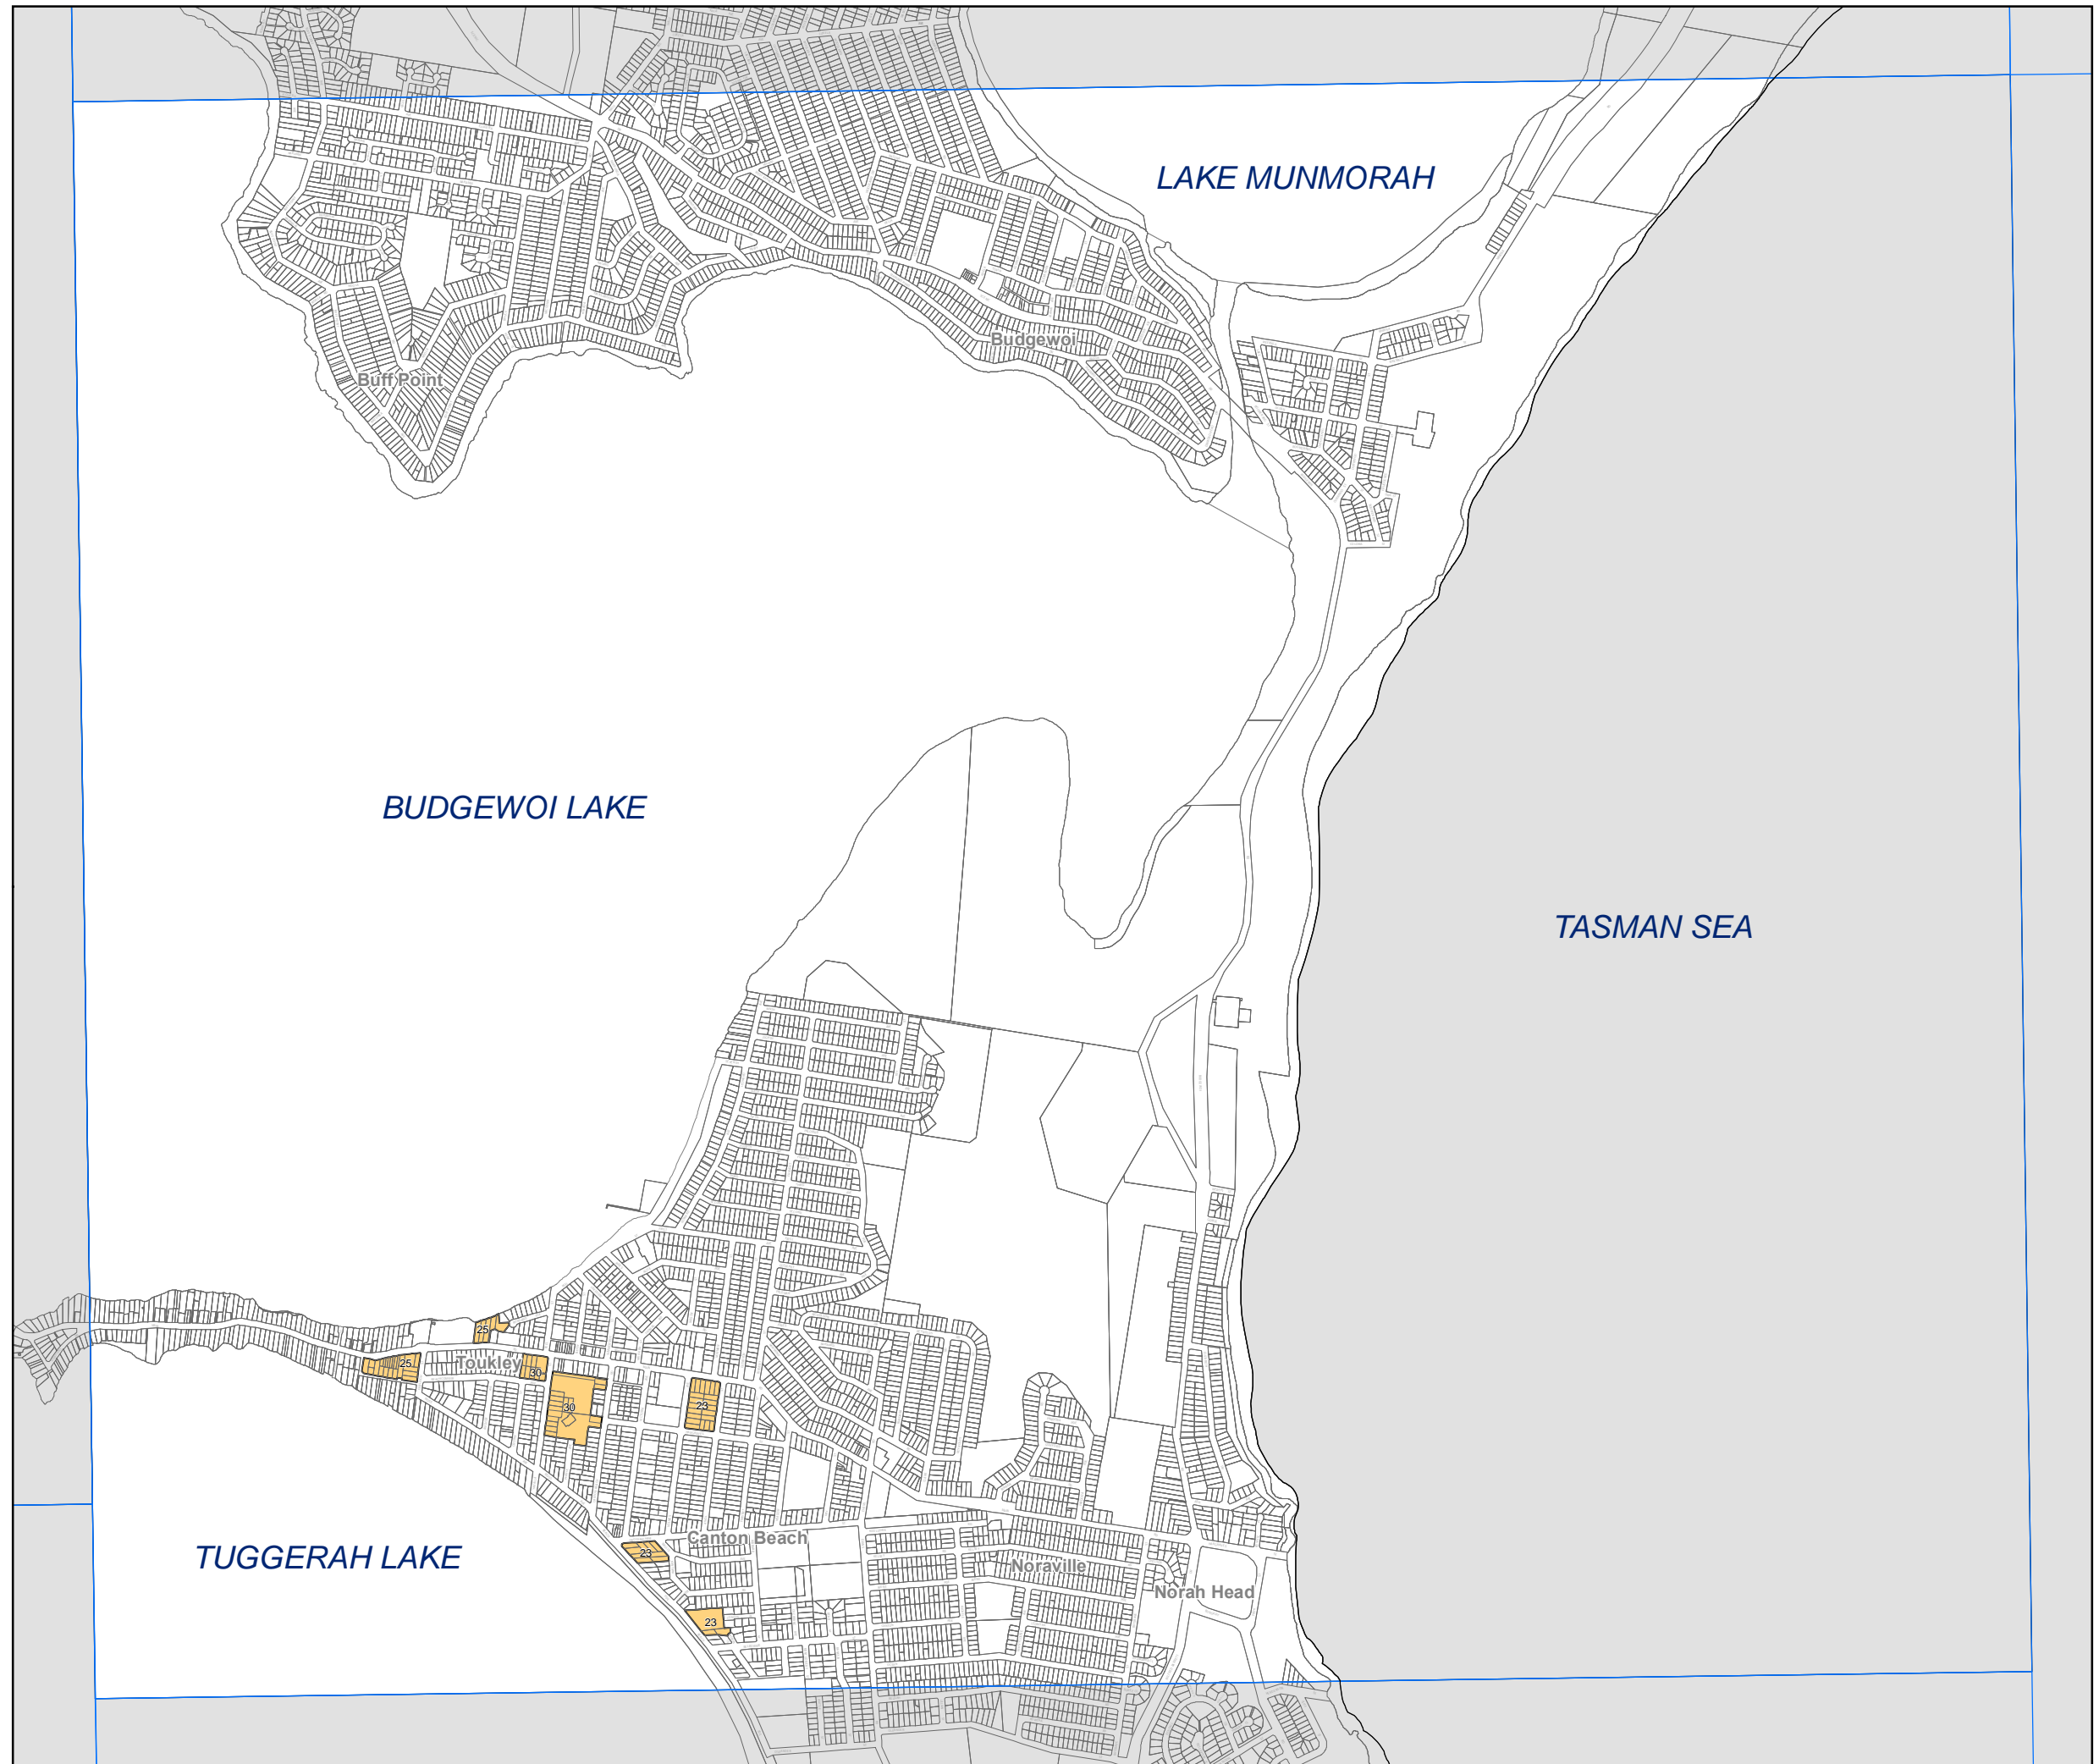 LAKE MUNMORAH
Budgewoi
Buff Point
BUDGEWOI LAKE
TASMAN SEA
25
25
Toukley
30
30
23
Canton Beach
23
TUGGERAH LAKE
Noraville
Norah Head
23